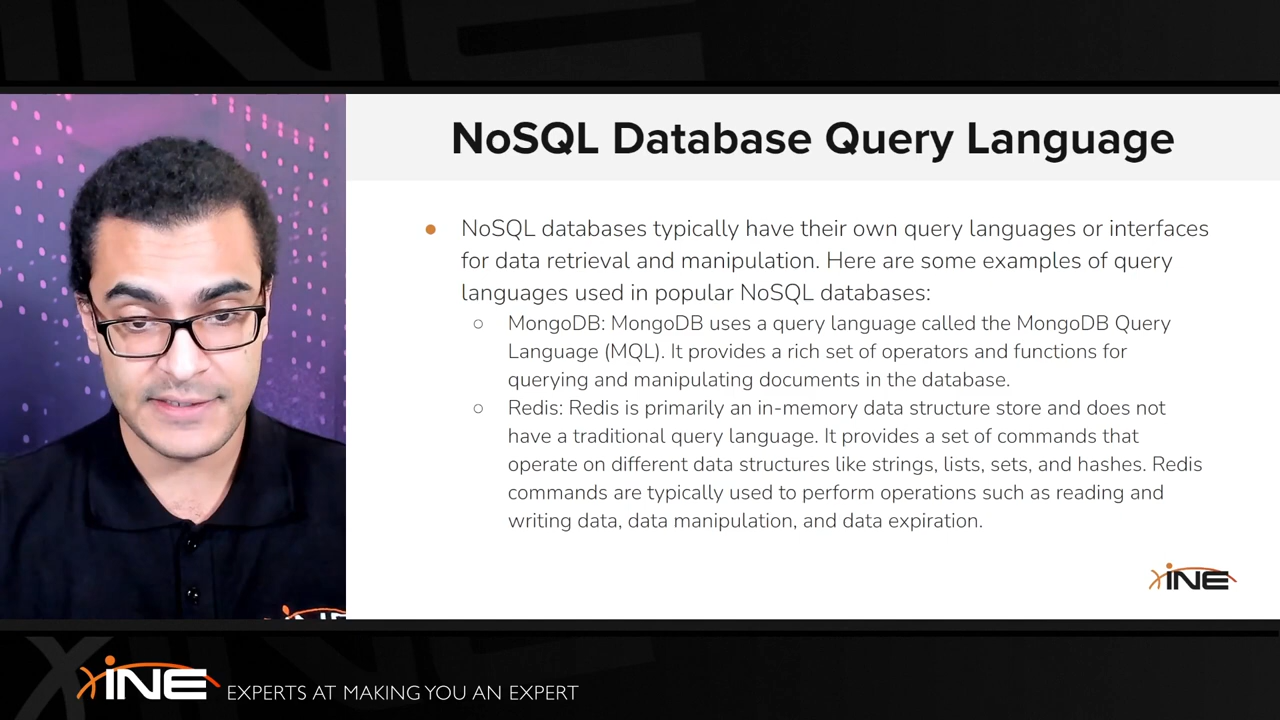 NoSQL Database Query Language
NoSQL databases typically have their own query languages or interfaces
for data retrieval and manipulation. Here are some examples of query
languages used in popular NoSQL databases:
MongoDB: MongoDB uses a query language called the MongoDB Query
Language (MQL). It provides a rich set of operators and functions for
querying and manipulating documents in the database.
Redis: Redis is primarily an in-memory data structure store and does not
have a traditional query language. It provides a set of commands that
operate on different data structures like strings, lists, sets, and hashes. Redis
commands are typically used to perform operations such as reading and
writing data, data manipulation, and data expiration.
INE
INE
INE EXPERTS AT MAKING YOU AN EXPERT